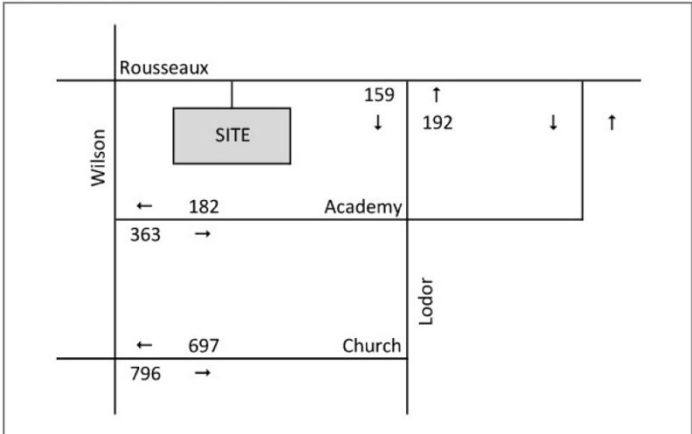 Rousseaux
159 ↑
↓ 192 ↓ ↑
SITE
Wilson
← 182 Academy
363 →
Lodor
← 697 Church
796 →